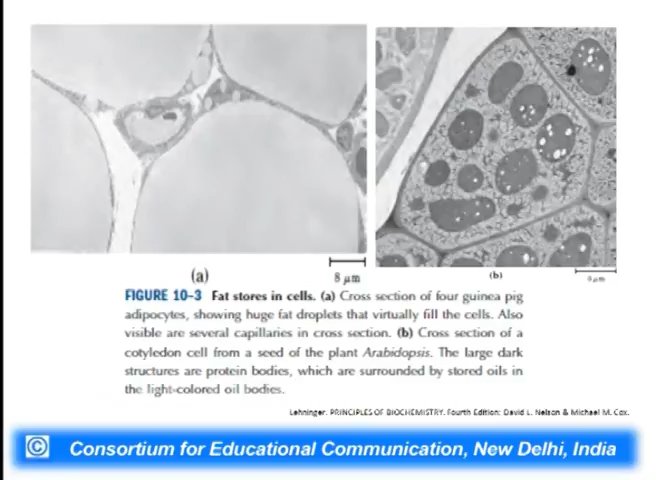 (a)
8 μm
(b)
FIGURE 10–3 Fat stores in cells. (a) Cross section of four guinea pig
adipocytes, showing huge fat droplets that virtually fill the cells. Also
visible are several capillaries in cross section. (b) Cross section of a
cotyledon cell from a seed of the plant Arabidopsis. The large dark
structures are protein bodies, which are surrounded by stored oils in
the light-colored oil bodies.
Lehninger. PRINCIPLES OF BIOCHEMISTRY. Fourth Edition: David L. Nelson & Michael M. Cox.
© Consortium for Educational Communication, New Delhi, India